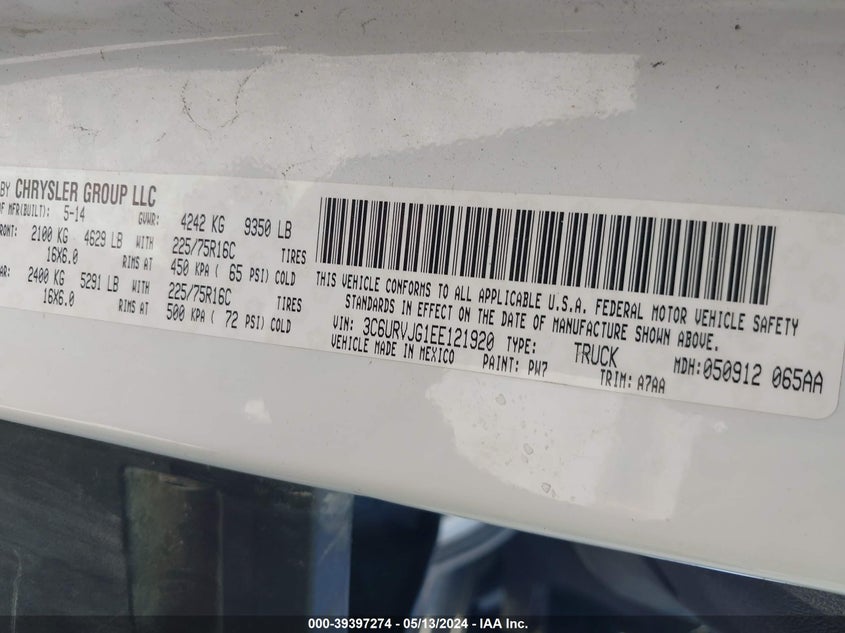 BY CHRYSLER GROUP LLC
OF MFR(BUILT): 5-14 GVWR: 4242 KG 9350 LB
FRONT: 2100 KG 4629 LB WITH 225/75R16C TIRES
16X6.0 RIMS AT 450 KPA ( 65 PSI) COLD
AR: 2400 KG 5291 LB WITH 225/75R16C TIRES
16X6.0 RIMS AT 500 KPA ( 72 PSI) COLD
THIS VEHICLE CONFORMS TO ALL APPLICABLE U.S.A. FEDERAL MOTOR VEHICLE SAFETY
STANDARDS IN EFFECT ON THE DATE OF MANUFACTURE SHOWN ABOVE.
VIN: 3C6URVJG1EE121920 TYPE: TRUCK MDH:050912 065AA
VEHICLE MADE IN MEXICO PAINT: PW7 TRIM: A7AA
000-39397274 - 05/13/2024 - IAA Inc.